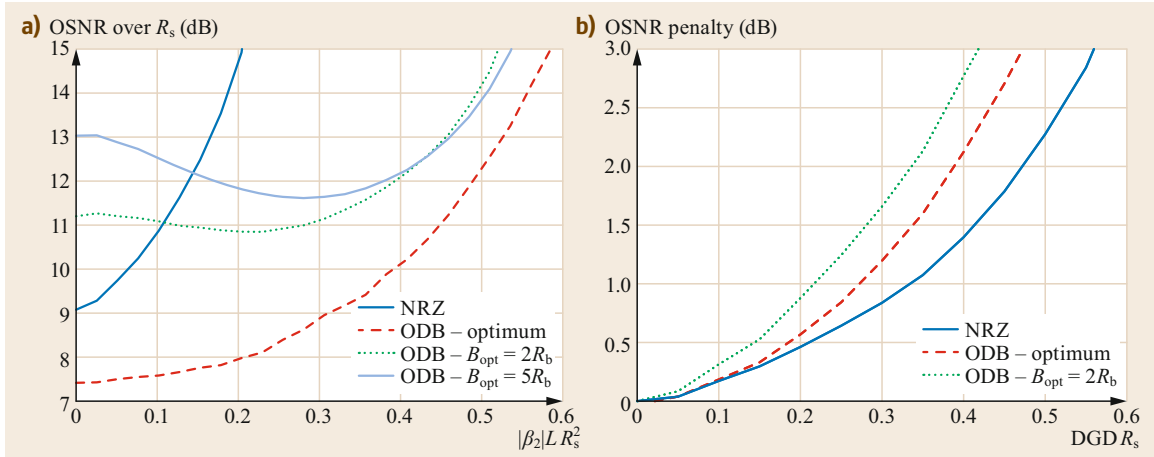 a) OSNR over Rs (dB)
15
14
13
12
11
10
9
8
7
0
0.1
0.2
0.3
0.4
0.5
0.6
|β2|L Rs²
NRZ
ODB – optimum
ODB – Bopt = 2Rb
ODB – Bopt = 5Rb
b) OSNR penalty (dB)
3.0
2.5
2.0
1.5
1.0
0.5
0
0
0.1
0.2
0.3
0.4
0.5
0.6
DGD Rs
NRZ
ODB – optimum
ODB – Bopt = 2Rb